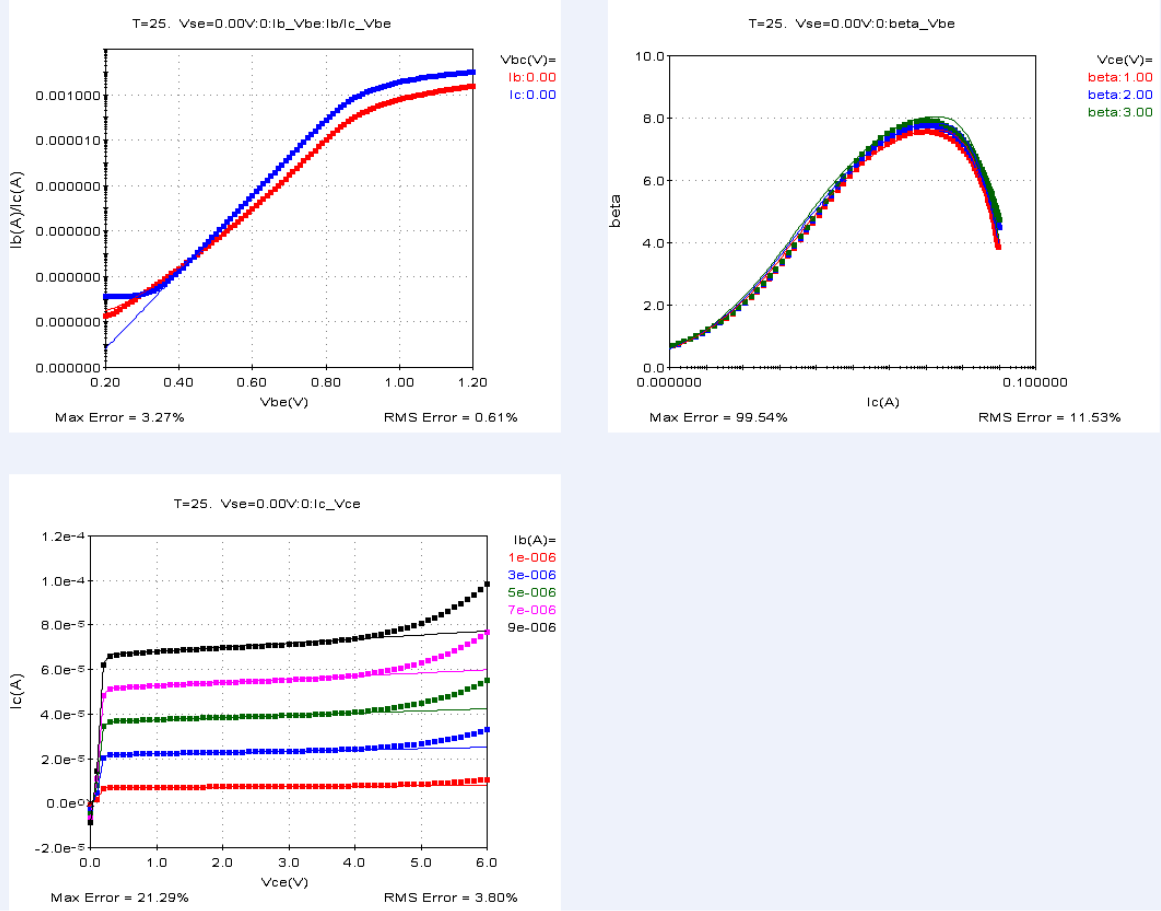 T=25. Vse=0.00V:0:Ib_Vbe:Ib/Ic_Vbe
Vbc(V)=
Ib:0.00
Ic:0.00
0.001000
0.000010
0.000000
0.000000
0.000000
0.000000
0.000000
Ib(A)/Ic(A)
0.20 0.40 0.60 0.80 1.00 1.20
Vbe(V)
Max Error = 3.27% RMS Error = 0.61%
T=25. Vse=0.00V:0:beta_Vbe
Vce(V)=
beta:1.00
beta:2.00
beta:3.00
10.0
8.0
6.0
4.0
2.0
0.0
beta
0.000000 0.100000
Ic(A)
Max Error = 99.54% RMS Error = 11.53%
T=25. Vse=0.00V:0:Ic_Vce
Ib(A)=
1e-006
3e-006
5e-006
7e-006
9e-006
1.2e-4
1.0e-4
8.0e-5
6.0e-5
4.0e-5
2.0e-5
0.0e0
-2.0e-5
Ic(A)
0.0 1.0 2.0 3.0 4.0 5.0 6.0
Vce(V)
Max Error = 21.29% RMS Error = 3.80%